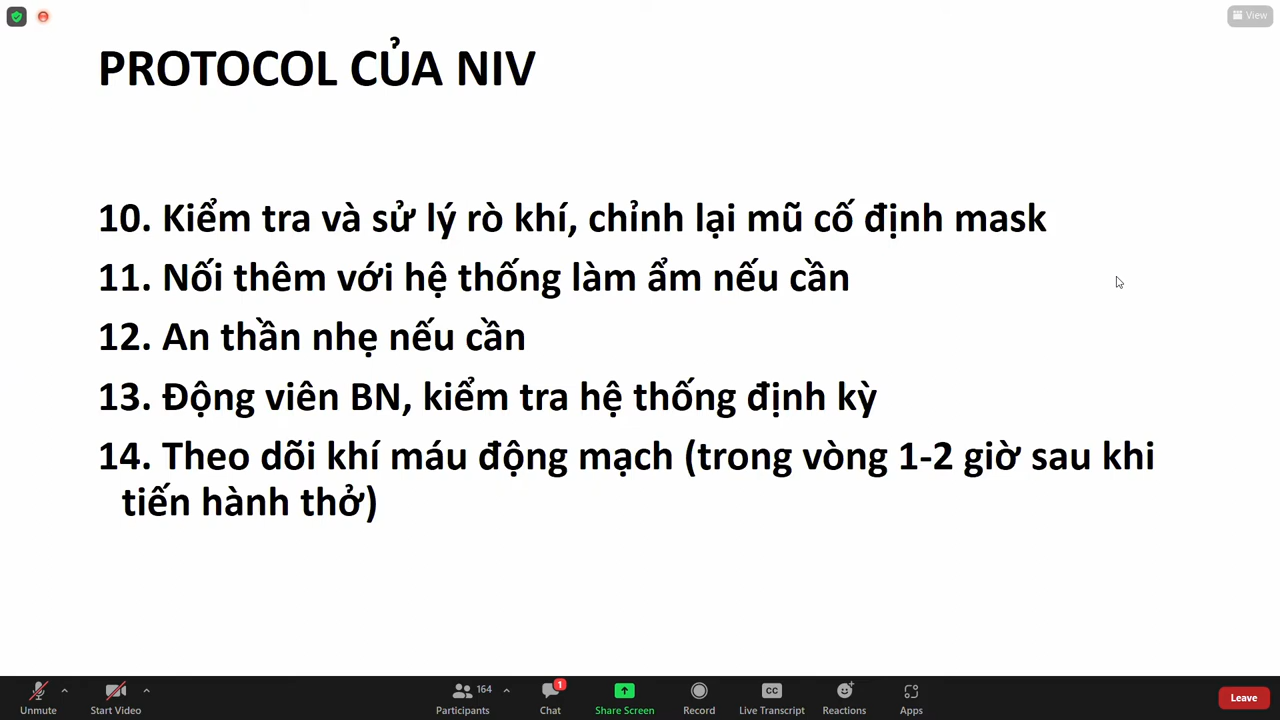 View
PROTOCOL CỦA NIV
10. Kiểm tra và sử lý rò khí, chỉnh lại mũ cố định mask
11. Nối thêm với hệ thống làm ẩm nếu cần
12. An thần nhẹ nếu cần
13. Động viên BN, kiểm tra hệ thống định kỳ
14. Theo dõi khí máu động mạch (trong vòng 1-2 giờ sau khi
tiến hành thở)
164
1
CC
Unmute Start Video Participants Chat Share Screen Record Live Transcript Reactions Apps Leave